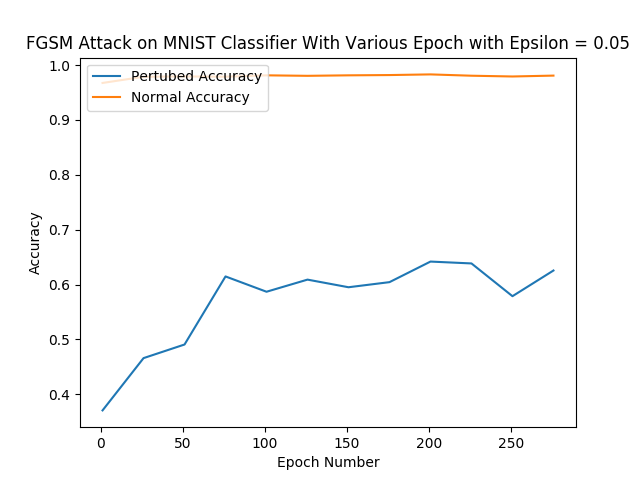 FGSM Attack on MNIST Classifier With Various Epoch with Epsilon = 0.05
Pertubed Accuracy
Normal Accuracy
1.0
0.9
0.8
0.7
0.6
0.5
0.4
Accuracy
0 50 100 150 200 250
Epoch Number